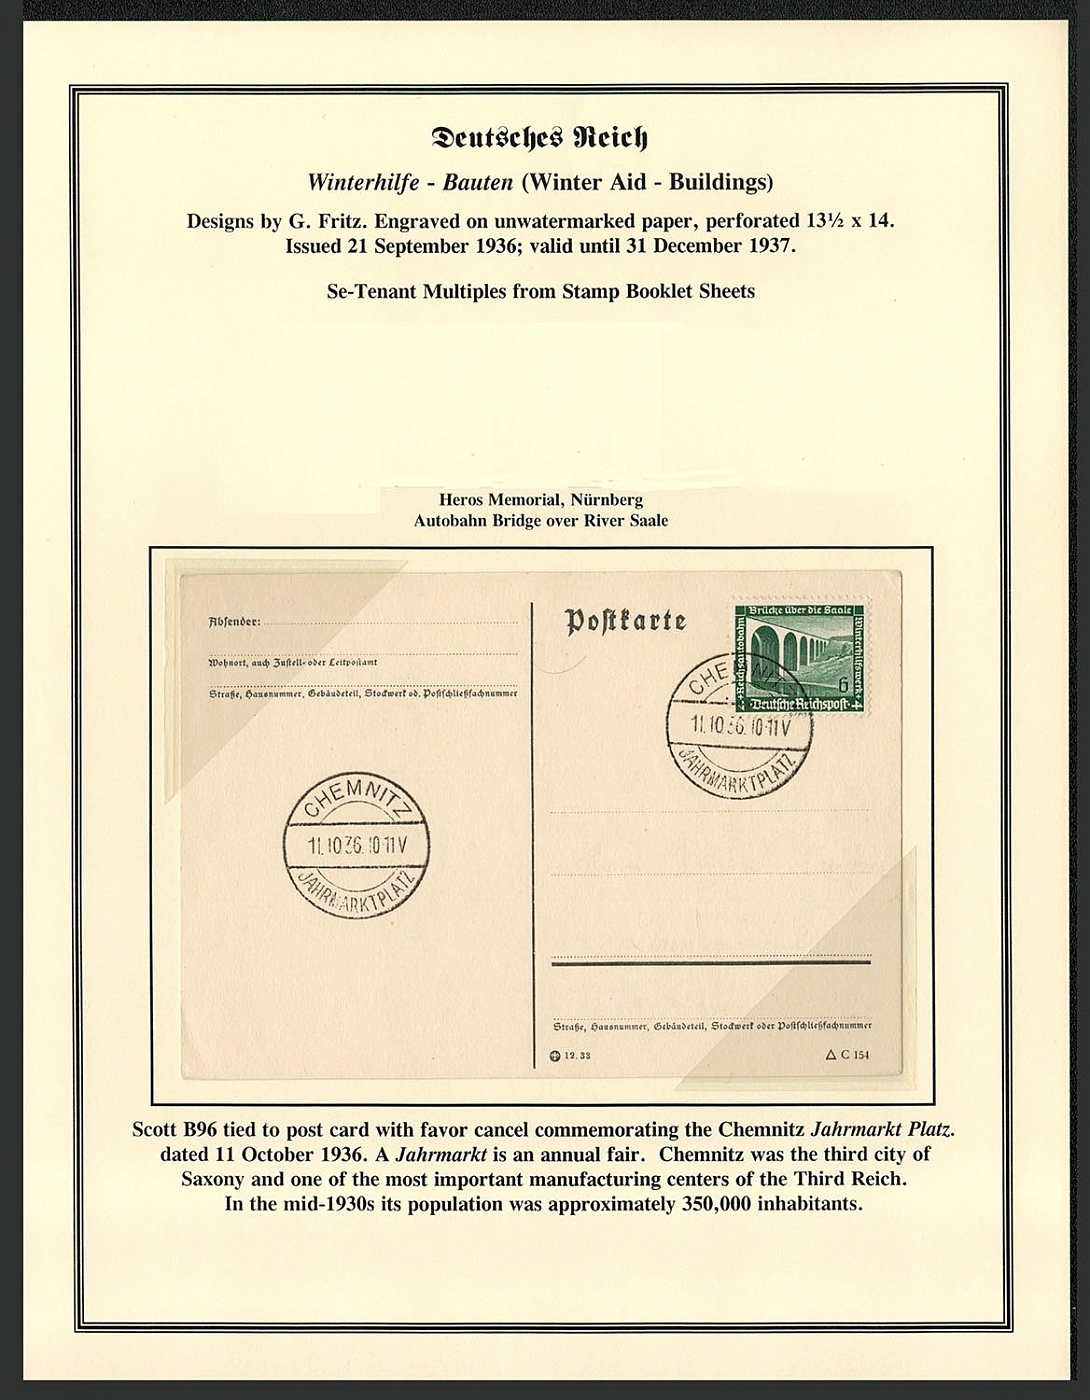 Deutsches Reich
Winterhilfe - Bauten (Winter Aid - Buildings)
Designs by G. Fritz. Engraved on unwatermarked paper, perforated 13½ x 14.
Issued 21 September 1936; valid until 31 December 1937.
Se-Tenant Multiples from Stamp Booklet Sheets
Heros Memorial, Nürnberg
Autobahn Bridge over River Saale
Absender:
Wohnort, auch Zustell- oder Leitpostamt
Straße, Hausnummer, Gebäudeteil, Stockwerk od. Postschließfachnummer
CHEMNITZ
11.10.36.10-11V
JAHRMARKTPLATZ
Postkarte
Brücke über die Saale
Reichsautobahn
Winterhilfswerk
6
Deutsche Reichspost
CHEMNITZ
11.10.36.10-11V
JAHRMARKTPLATZ
Straße, Hausnummer, Gebäudeteil, Stockwerk oder Postschließfachnummer
12.33
△ C 154
Scott B96 tied to post card with favor cancel commemorating the Chemnitz Jahrmarkt Platz.
dated 11 October 1936. A Jahrmarkt is an annual fair. Chemnitz was the third city of
Saxony and one of the most important manufacturing centers of the Third Reich.
In the mid-1930s its population was approximately 350,000 inhabitants.